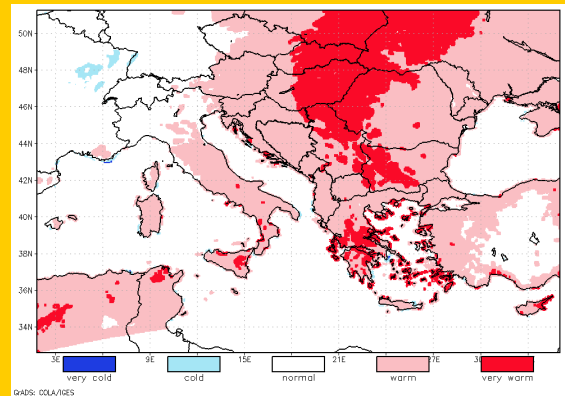 50N
48N
46N
44N
42N
40N
38N
36N
34N
3E 9E 15E 21E 27E
very cold cold normal warm very warm
GrADS: COLA/IGES